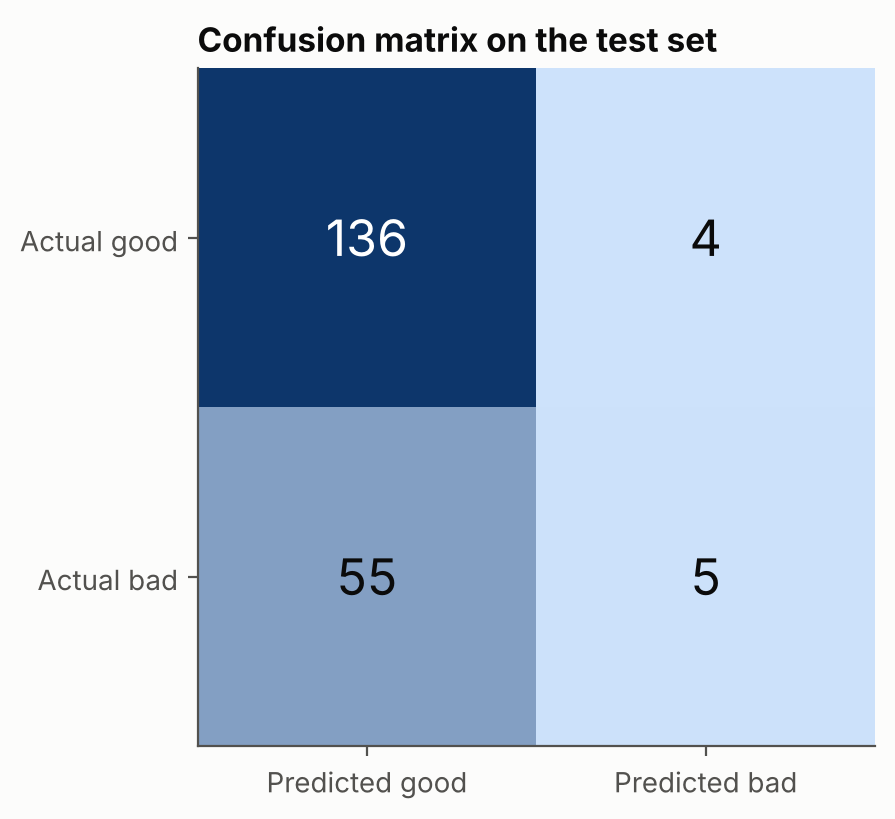 Confusion matrix on the test set
Actual good
136
4
Actual bad
55
5
Predicted good
Predicted bad